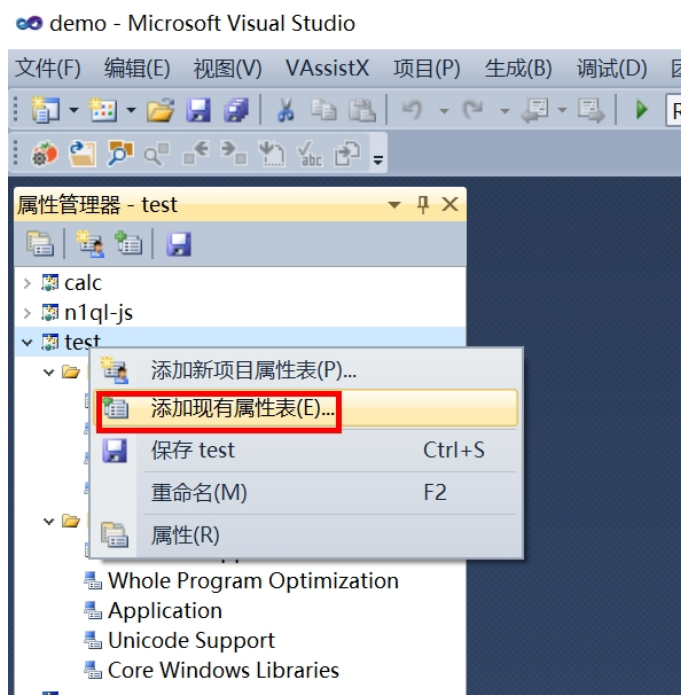 demo - Microsoft Visual Studio
文件(F) 编辑(E) 视图(V) VAssistX 项目(P) 生成(B) 调试(D)
abc
属性管理器 - test
calc
n1ql-js
test
添加新项目属性表(P)...
添加现有属性表(E)...
保存 test Ctrl+S
重命名(M) F2
属性(R)
Whole Program Optimization
Application
Unicode Support
Core Windows Libraries